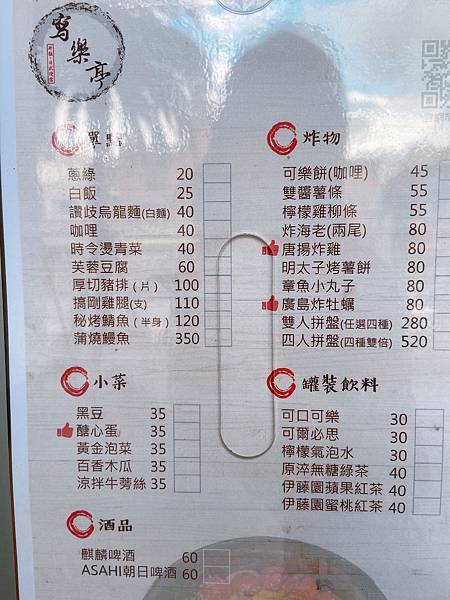 寫樂亭
單點
蔥綠 20
白飯 25
讚歧烏龍麵(白麵) 40
咖哩 40
時令燙青菜 40
芙蓉豆腐 60
厚切豬排(片) 100
搞剛雞腿(支) 110
秘烤鯖魚(半身) 120
蒲燒鰻魚 350
小菜
黑豆 35
醣心蛋 35
黃金泡菜 35
百香木瓜 35
涼拌牛蒡絲 35
酒品
麒麟啤酒 60
ASAHI朝日啤酒 60
炸物
可樂餅(咖哩) 45
雙醬薯條 55
檸檬雞柳條 55
炸海老(兩尾) 80
唐揚炸雞 80
明太子烤薯餅 80
章魚小丸子 80
廣島炸牡蠣 80
雙人拼盤(任選四種) 280
四人拼盤(四種雙倍) 520
罐裝飲料
可口可樂 30
可爾必思 30
檸檬氣泡水 30
原淬無糖綠茶 40
伊藤園蘋果紅茶 40
伊藤園蜜桃紅茶 40